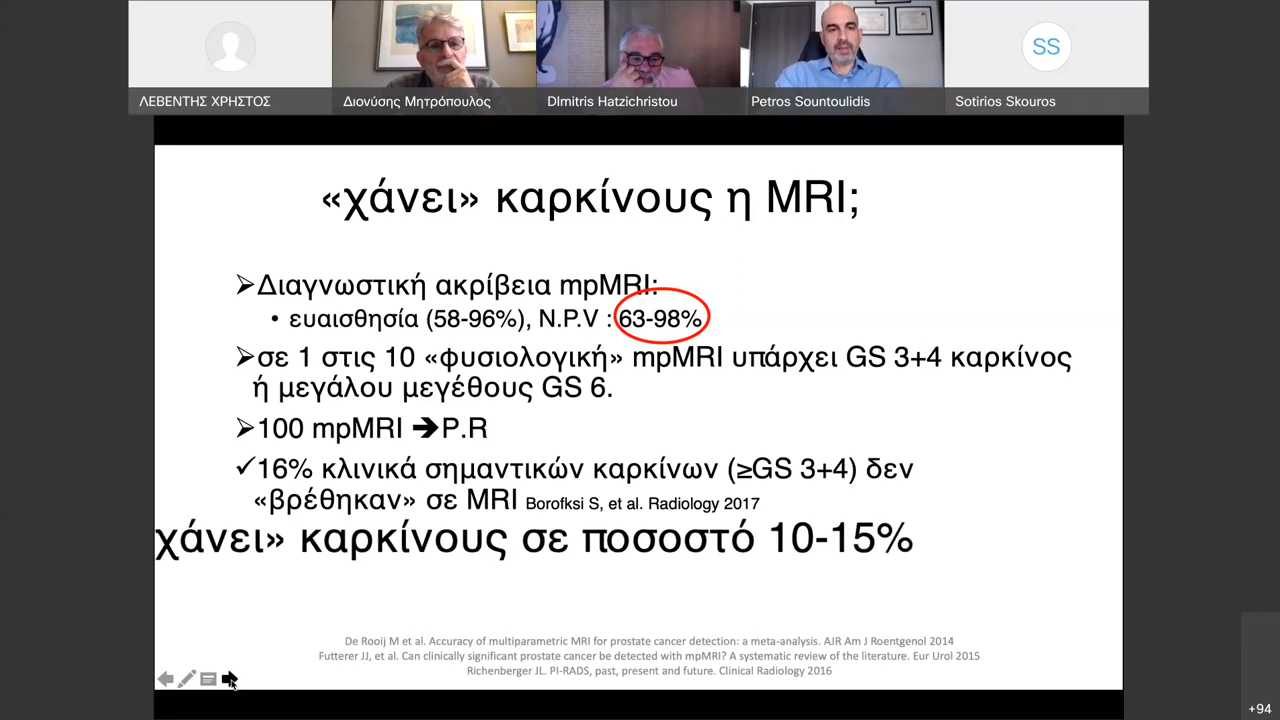 ΛΕΒΕΝΤΗΣ ΧΡΗΣΤΟΣ
Διονύσης Μητρόπουλος
DImitris Hatzichristou
Petros Sountoulidis
SS
Sotirios Skouros
«χάνει» καρκίνους η MRI;
➢Διαγνωστική ακρίβεια mpMRI:
• ευαισθησία (58-96%), N.P.V : 63-98%
➢σε 1 στις 10 «φυσιολογική» mpMRI υπάρχει GS 3+4 καρκίνος
ή μεγάλου μεγέθους GS 6.
➢100 mpMRI ➔P.R
✓16% κλινικά σημαντικών καρκίνων (≥GS 3+4) δεν
«βρέθηκαν» σε MRI Borofksi S, et al. Radiology 2017
χάνει» καρκίνους σε ποσοστό 10-15%
De Rooij M et al. Accuracy of multiparametric MRI for prostate cancer detection: a meta-analysis. AJR Am J Roentgenol 2014
Futterer JJ, et al. Can clinically significant prostate cancer be detected with mpMRI? A systematic review of the literature. Eur Urol 2015
Richenberger JL. PI-RADS, past, present and future. Clinical Radiology 2016
+94